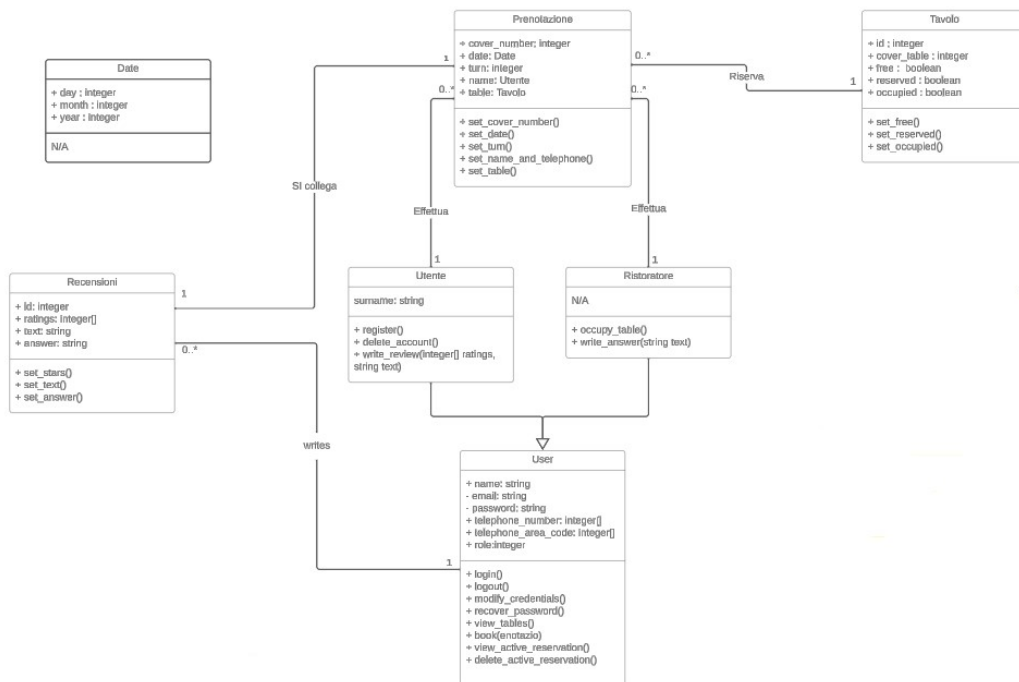 Prenotazione
+ cover_number: integer
+ date: Date
+ turn: integer
+ name: Utente
+ table: Tavolo
+ set_cover_number()
+ set_date()
+ set_turn()
+ set_name_and_telephone()
+ set_table()
Tavolo
+ id : integer
+ cover_table : integer
+ free : boolean
+ reserved : boolean
+ occupied : boolean
+ set_free()
+ set_reserved()
+ set_occupied()
Date
+ day : integer
+ month : integer
+ year : integer
N/A
1
0..*
0..*
0..*
Riserva
1
Si collega
Effettua
Effettua
1
1
Recensioni
+ id: integer
+ ratings: integer[]
+ text: string
+ answer: string
+ set_stars()
+ set_text()
+ set_answer()
1
0..*
Utente
surname: string
+ register()
+ delete_account()
+ write_review(integer[] ratings,
string text)
Ristoratore
N/A
+ occupy_table()
+ write_answer(string text)
writes
1
User
+ name: string
- email: string
- password: string
+ telephone_number: integer[]
+ telephone_area_code: integer[]
+ role:integer
+ login()
+ logout()
+ modify_credentials()
+ recover_password()
+ view_tables()
+ book(enotazio)
+ view_active_reservation()
+ delete_active_reservation()